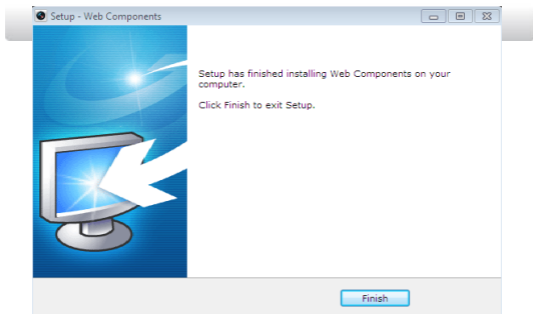 Setup - Web Components
Setup has finished installing Web Components on your
computer.
Click Finish to exit Setup.
Finish